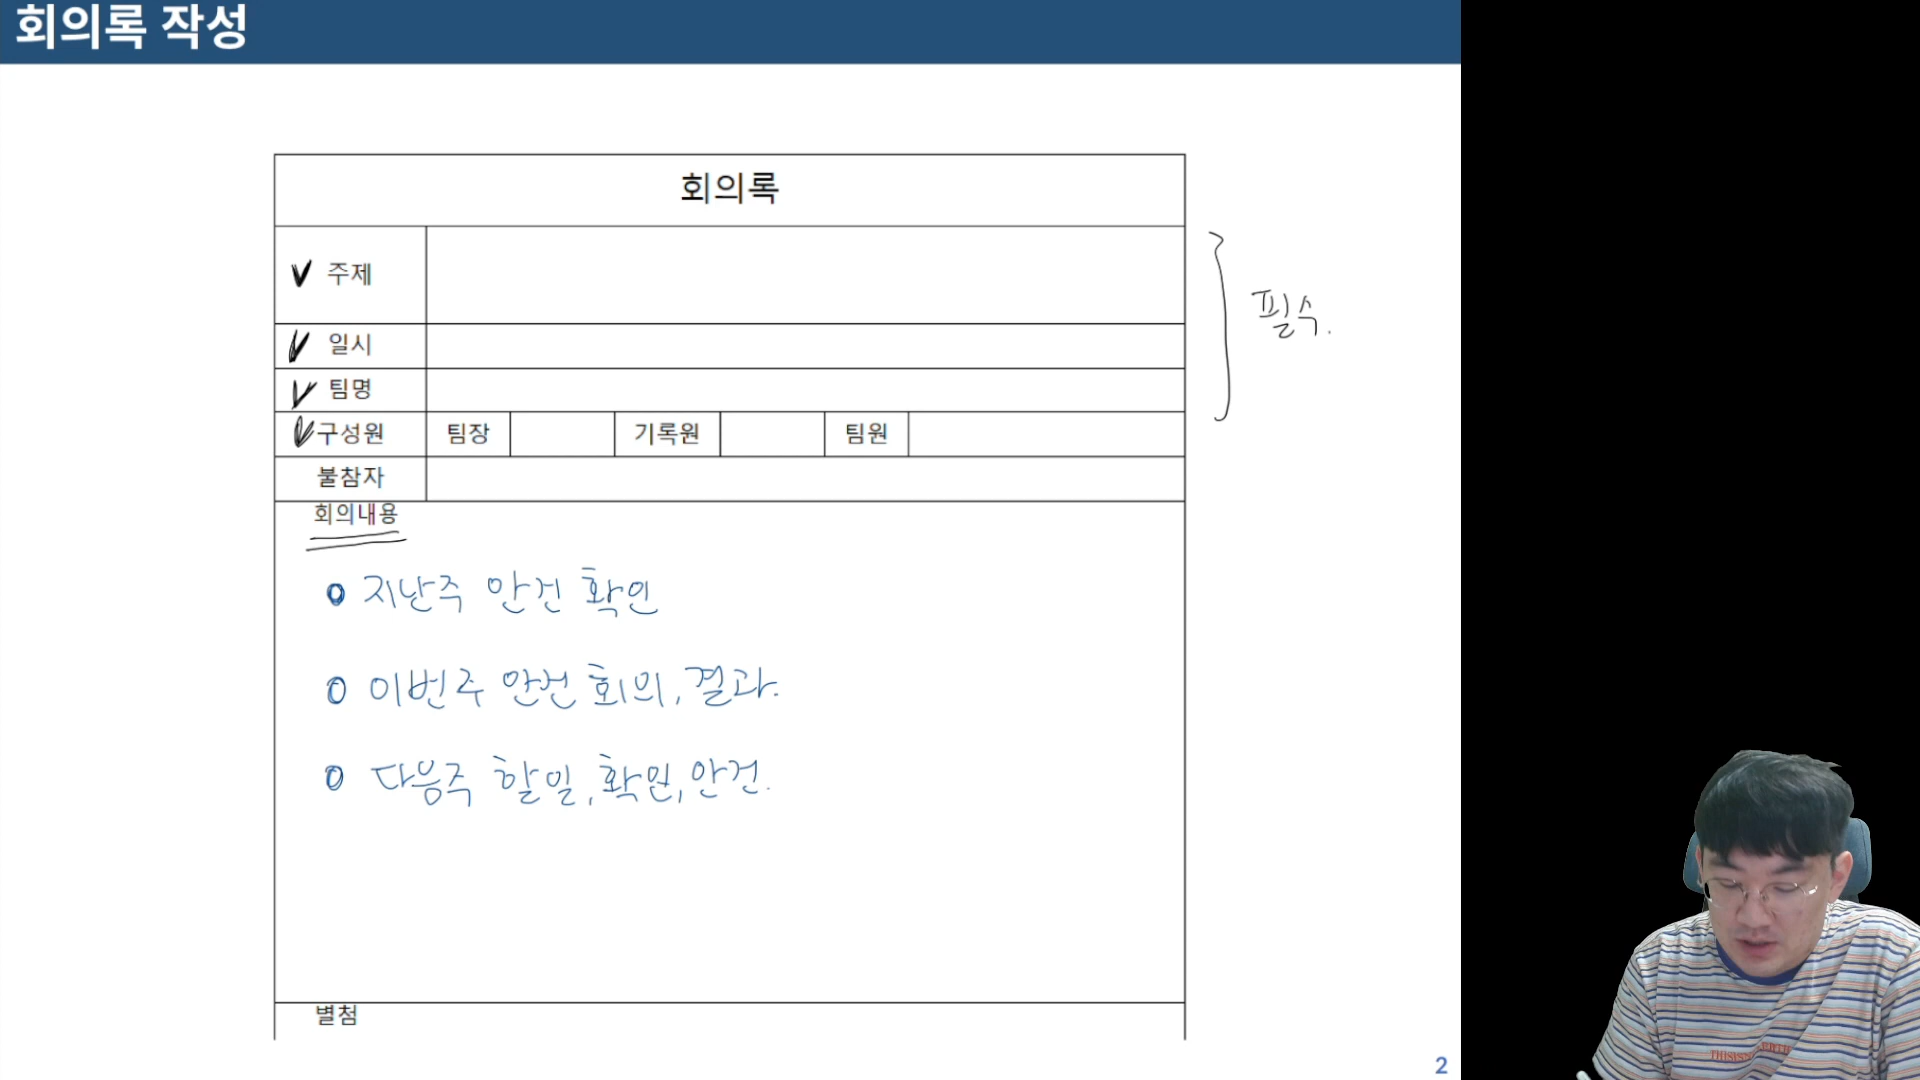 회의록 작성
회의록
주제
필수.
일시
팀명
구성원 팀장 기록원 팀원
불참자
회의내용
지난주 안건 확인
이번주 안건 회의, 결과.
다음주 할일, 확인, 안건.
별첨
2